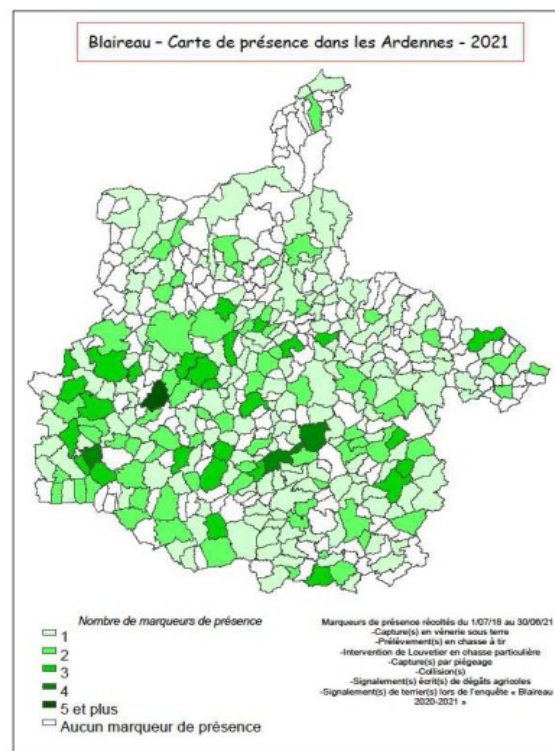 Blaireau – Carte de présence dans les Ardennes - 2021
Nombre de marqueurs de présence
1
2
3
4
5 et plus
Aucun marqueur de présence
Marqueurs de présence récoltés du 1/07/18 au 30/06/21
-Capture(s) en vènerie sous terre
-Prélèvement(s) en chasse à tir
-Intervention de Louvetier en chasse particulière
-Capture(s) par piégeage
-Collision(s)
-Signalement(s) écrit(s) de dégâts agricoles
-Signalement(s) de terrier(s) lors de l'enquête « Blaireau
2020-2021 »